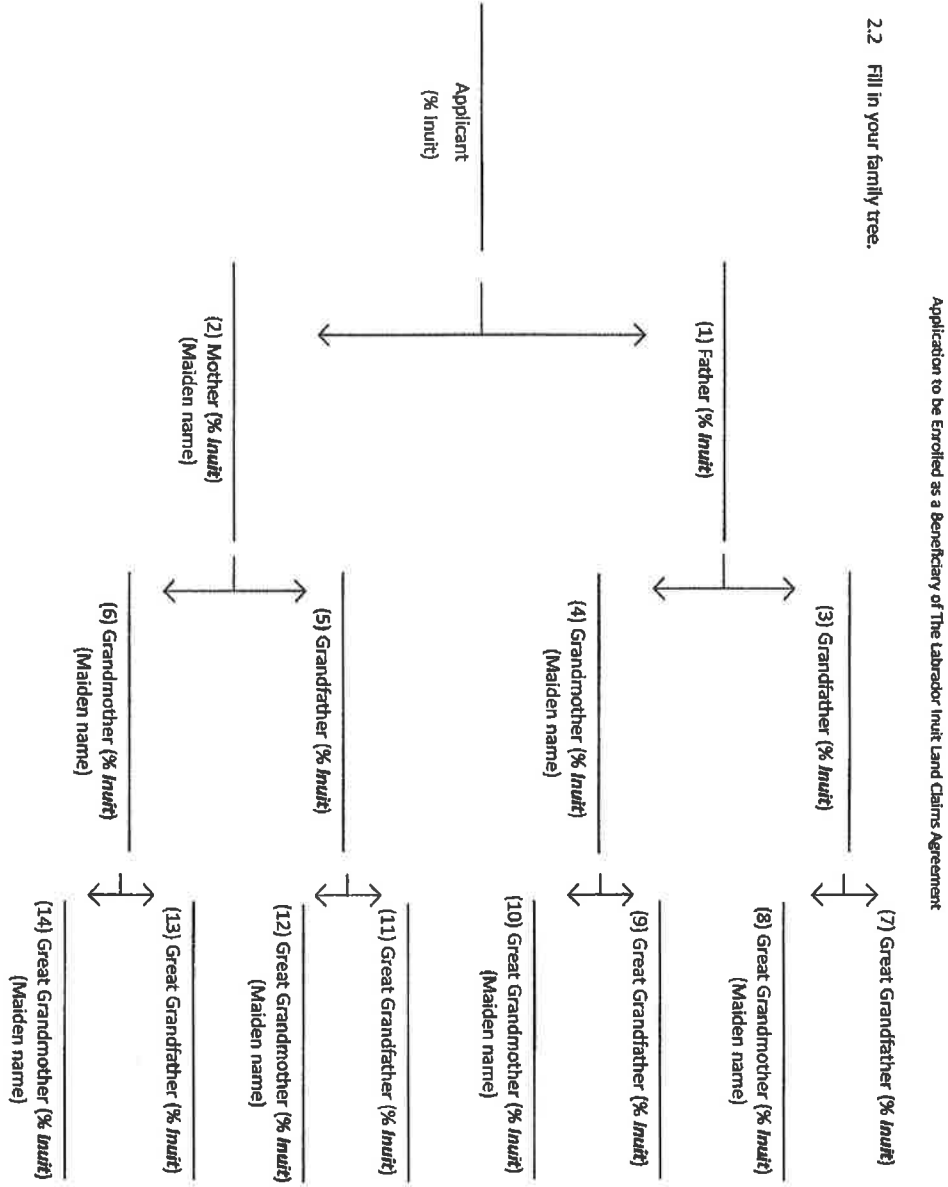 Application to be Enrolled as a Beneficiary of The Labrador Inuit Land Claims Agreement
2.2 Fill in your family tree.
Applicant
(% Inuit)
(1) Father (% Inuit)
(2) Mother (% Inuit)
(Maiden name)
(3) Grandfather (% Inuit)
(4) Grandmother (% Inuit)
(Maiden name)
(5) Grandfather (% Inuit)
(6) Grandmother (% Inuit)
(Maiden name)
(7) Great Grandfather (% Inuit)
(8) Great Grandmother (% Inuit)
(Maiden name)
(9) Great Grandfather (% Inuit)
(10) Great Grandmother (% Inuit)
(Maiden name)
(11) Great Grandfather (% Inuit)
(12) Great Grandmother (% Inuit)
(Maiden name)
(13) Great Grandfather (% Inuit)
(14) Great Grandmother (% Inuit)
(Maiden name)